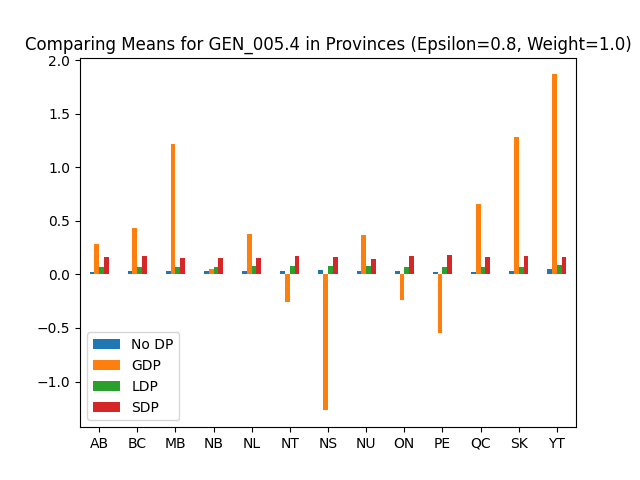 Comparing Means for GEN_005.4 in Provinces (Epsilon=0.8, Weight=1.0)
2.0
1.5
1.0
0.5
0.0
−0.5
−1.0
No DP
GDP
LDP
SDP
AB BC MB NB NL NT NS NU ON PE QC SK YT